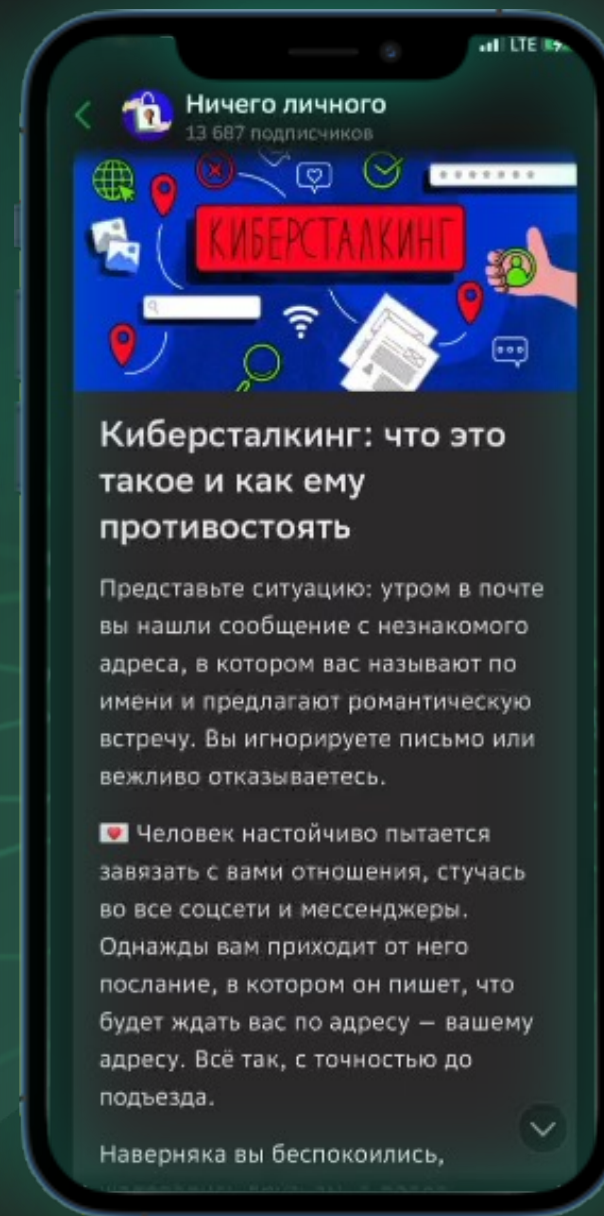 LTE
Ничего личного
13 687 подписчиков
КИБЕРСТАЛКИНГ
Киберсталкинг: что это
такое и как ему
противостоять
Представьте ситуацию: утром в почте
вы нашли сообщение с незнакомого
адреса, в котором вас называют по
имени и предлагают романтическую
встречу. Вы игнорируете письмо или
вежливо отказываетесь.
💌 Человек настойчиво пытается
завязать с вами отношения, стучась
во все соцсети и мессенджеры.
Однажды вам приходит от него
послание, в котором он пишет, что
будет ждать вас по адресу — вашему
адресу. Всё так, с точностью до
подъезда.
Наверняка вы беспокоились,